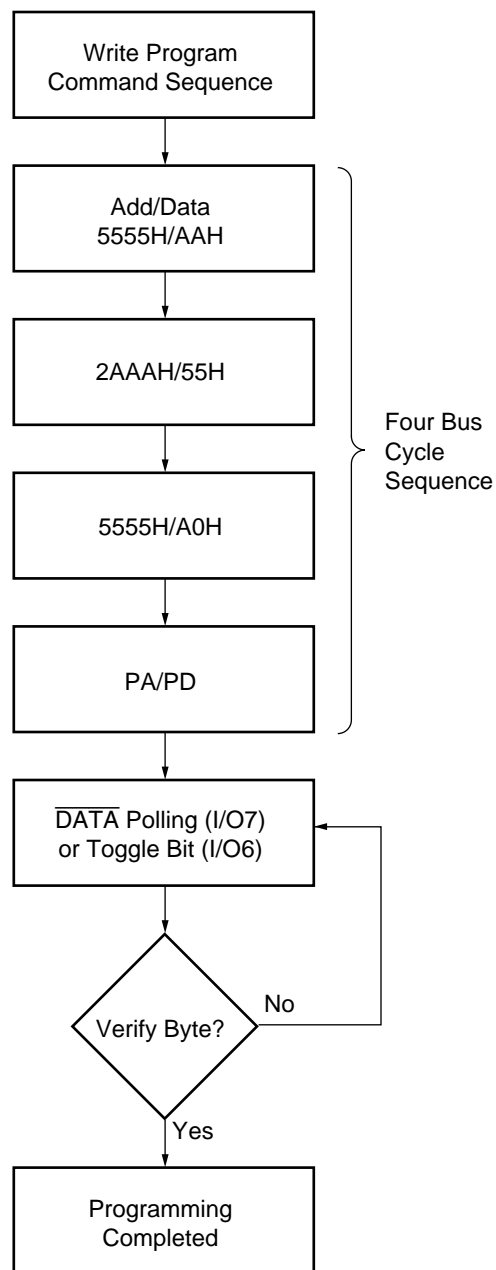 Write Program
Command Sequence
Add/Data
5555H/AAH
2AAAH/55H
5555H/A0H
PA/PD
Four Bus
Cycle
Sequence
DATA Polling (I/O7)
or Toggle Bit (I/O6)
Verify Byte?
No
Yes
Programming
Completed